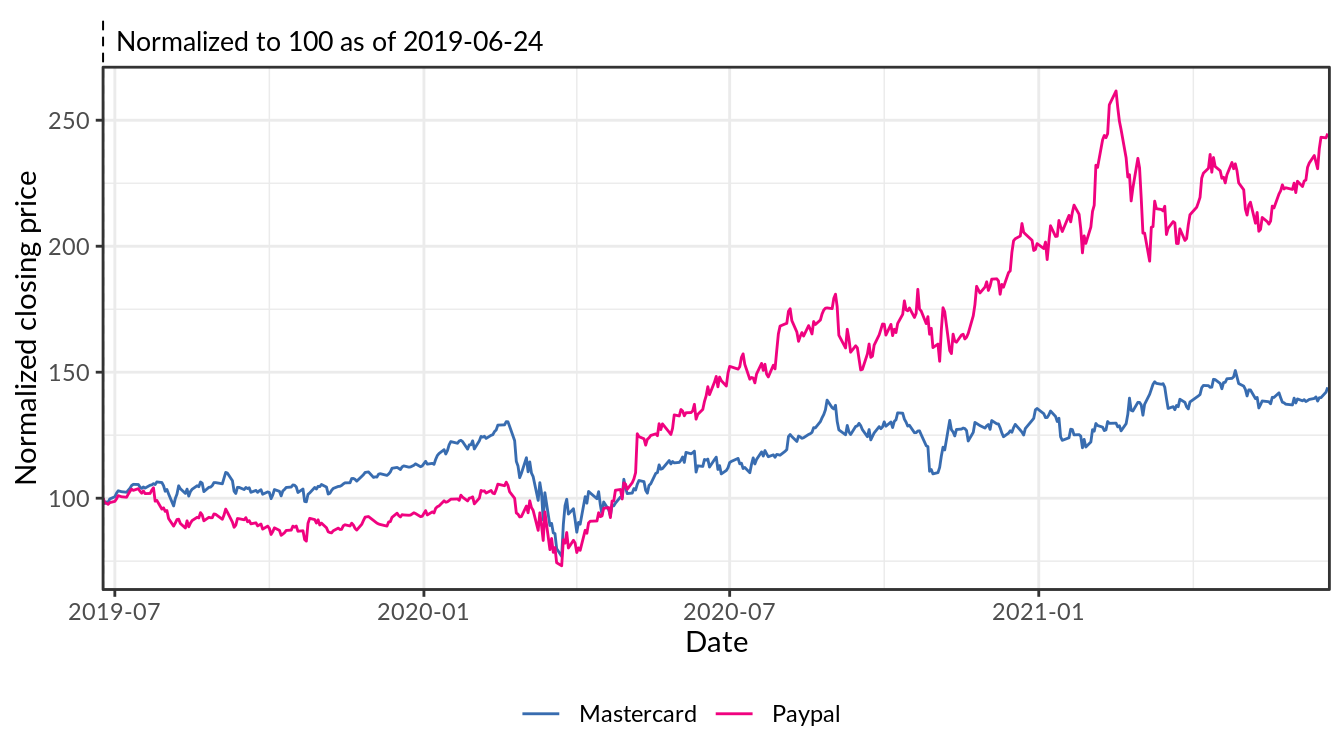 Normalized to 100 as of 2019-06-24
Normalized closing price
250
200
150
100
2019-07 2020-01 2020-07 2021-01
Date
Mastercard Paypal